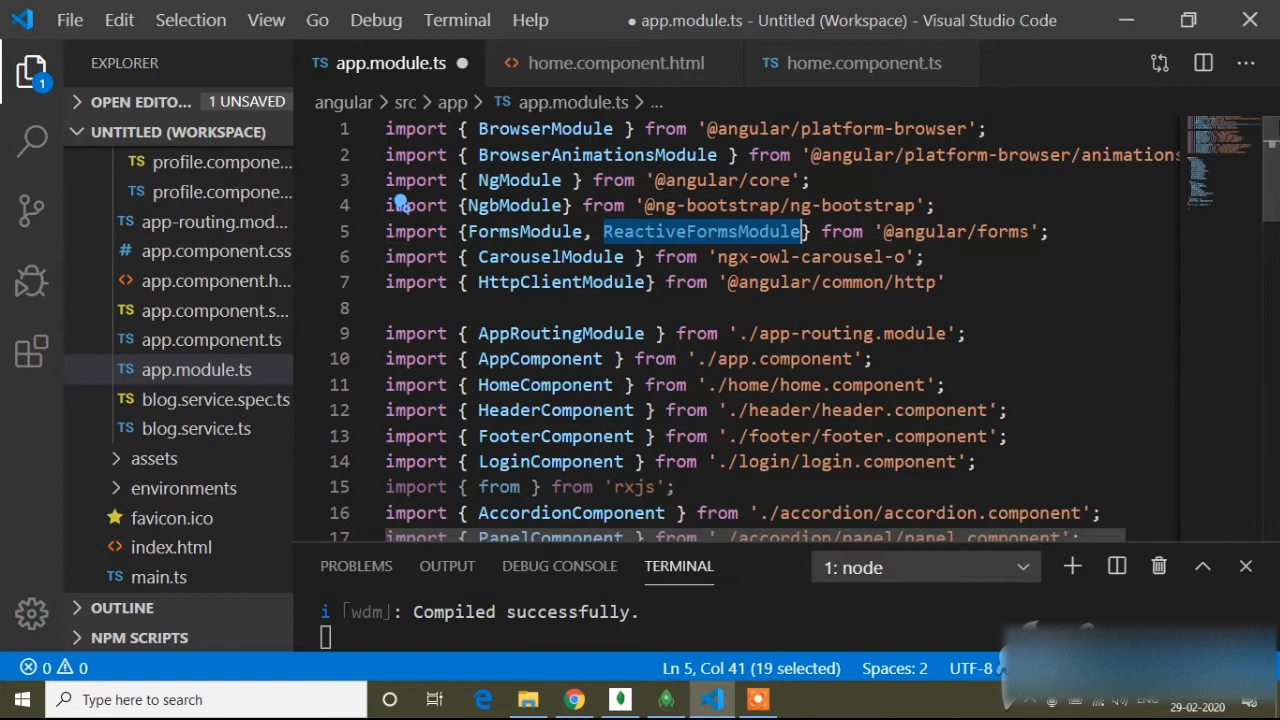 File Edit Selection View Go Debug Terminal Help ● app.module.ts - Untitled (Workspace) - Visual Studio Code
EXPLORER
1
OPEN EDITO... 1 UNSAVED
UNTITLED (WORKSPACE)
TS profile.compone...
TS profile.compone...
TS app-routing.mod...
# app.component.css
<> app.component.h...
TS app.component.s...
TS app.component.ts
TS app.module.ts
TS blog.service.spec.ts
TS blog.service.ts
assets
environments
favicon.ico
<> index.html
TS main.ts
OUTLINE
NPM SCRIPTS
TS app.module.ts ● <> home.component.html TS home.component.ts ...
angular > src > app > TS app.module.ts > ...
1 import { BrowserModule } from '@angular/platform-browser';
2 import { BrowserAnimationsModule } from '@angular/platform-browser/animations
3 import { NgModule } from '@angular/core';
4 import {NgbModule} from '@ng-bootstrap/ng-bootstrap';
5 import {FormsModule, ReactiveFormsModule} from '@angular/forms';
6 import { CarouselModule } from 'ngx-owl-carousel-o';
7 import { HttpClientModule} from '@angular/common/http'
8
9 import { AppRoutingModule } from './app-routing.module';
10 import { AppComponent } from './app.component';
11 import { HomeComponent } from './home/home.component';
12 import { HeaderComponent } from './header/header.component';
13 import { FooterComponent } from './footer/footer.component';
14 import { LoginComponent } from './login/login.component';
15 import { from } from 'rxjs';
16 import { AccordionComponent } from './accordion/accordion.component';
17 import { PanelComponent } from './accordion/panel/panel.component';
PROBLEMS OUTPUT DEBUG CONSOLE TERMINAL 1: node
i ｢wdm｣: Compiled successfully.
0 0 Ln 5, Col 41 (19 selected) Spaces: 2 UTF-8
Type here to search ENG
29-02-2020